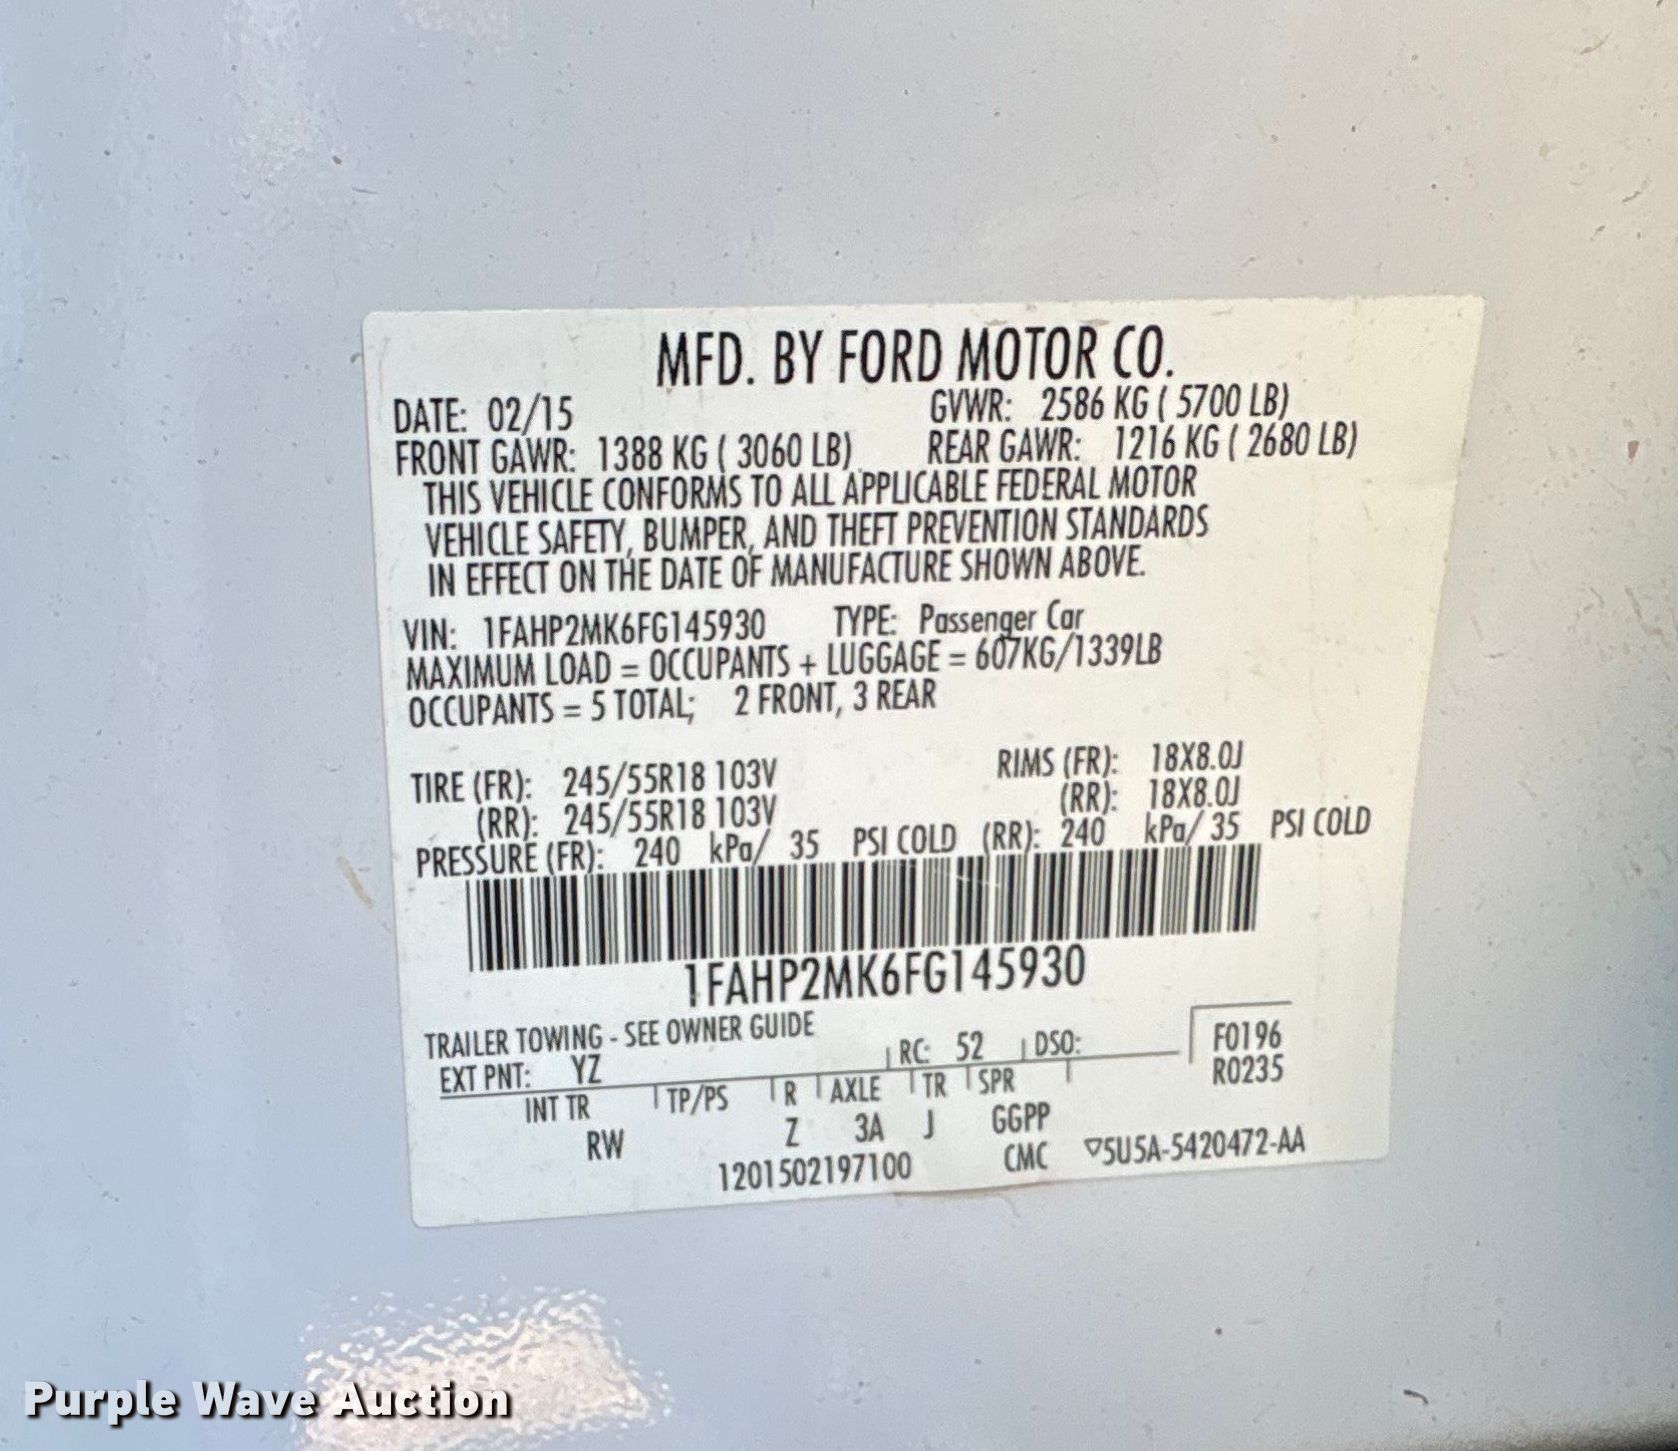 MFD. BY FORD MOTOR CO.
DATE: 02/15 GVWR: 2586 KG ( 5700 LB)
FRONT GAWR: 1388 KG ( 3060 LB) REAR GAWR: 1216 KG ( 2680 LB)
THIS VEHICLE CONFORMS TO ALL APPLICABLE FEDERAL MOTOR
VEHICLE SAFETY, BUMPER, AND THEFT PREVENTION STANDARDS
IN EFFECT ON THE DATE OF MANUFACTURE SHOWN ABOVE.
VIN: 1FAHP2MK6FG145930 TYPE: Passenger Car
MAXIMUM LOAD = OCCUPANTS + LUGGAGE = 607KG/1339LB
OCCUPANTS = 5 TOTAL; 2 FRONT, 3 REAR
TIRE (FR): 245/55R18 103V RIMS (FR): 18X8.0J
(RR): 245/55R18 103V (RR): 18X8.0J
PRESSURE (FR): 240 kPa/ 35 PSI COLD (RR): 240 kPa/ 35 PSI COLD
1FAHP2MK6FG145930
TRAILER TOWING - SEE OWNER GUIDE
EXT PNT: YZ RC: 52 DSO: F0196
R0235
INT TR TP/PS R AXLE TR SPR
RW Z 3A J GGPP
1201502197100 CMC ▽5U5A-5420472-AA
Purple Wave Auction